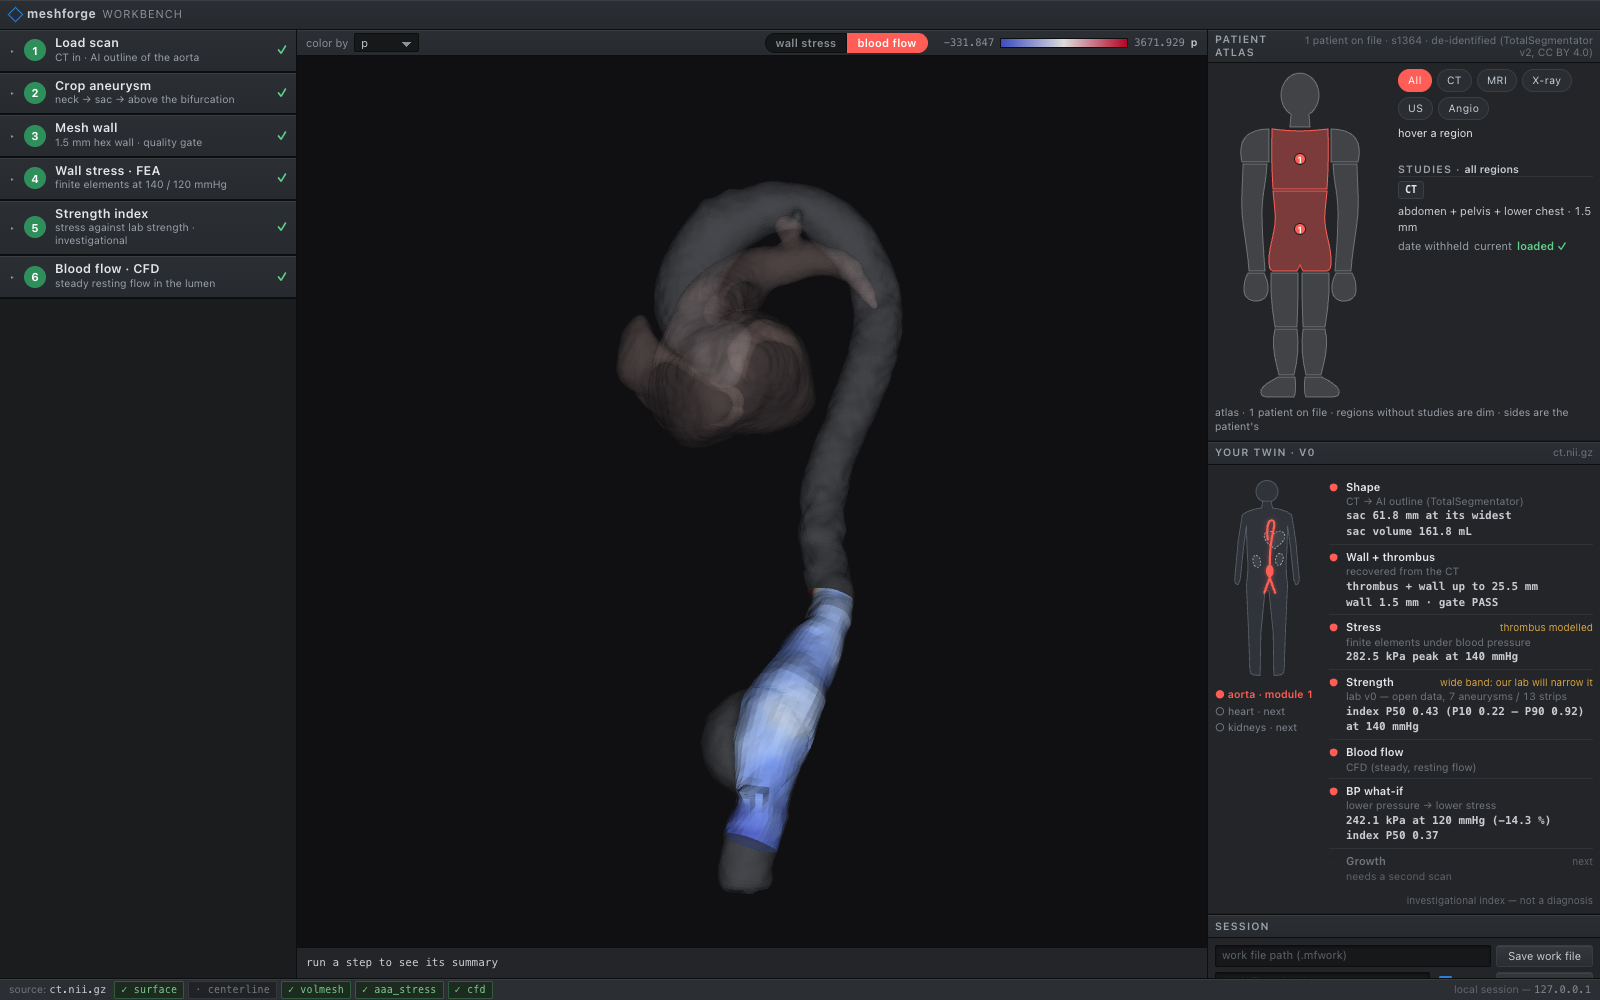 meshforge WORKBENCH
1 Load scan
CT in · AI outline of the aorta
2 Crop aneurysm
neck → sac → above the bifurcation
3 Mesh wall
1.5 mm hex wall · quality gate
4 Wall stress · FEA
finite elements at 140 / 120 mmHg
5 Strength index
stress against lab strength ·
investigational
6 Blood flow · CFD
steady resting flow in the lumen
color by p
wall stress blood flow
−331.847 3671.929 p
run a step to see its summary
PATIENT
ATLAS
1 patient on file · s1364 · de-identified (TotalSegmentator
v2, CC BY 4.0)
All CT MRI X-ray
US Angio
hover a region
1
1
STUDIES · all regions
CT
abdomen + pelvis + lower chest · 1.5
mm
date withheld current loaded ✓
atlas · 1 patient on file · regions without studies are dim · sides are the
patient's
YOUR TWIN · V0 ct.nii.gz
aorta · module 1
heart · next
kidneys · next
Shape
CT → AI outline (TotalSegmentator)
sac 61.8 mm at its widest
sac volume 161.8 mL
Wall + thrombus
recovered from the CT
thrombus + wall up to 25.5 mm
wall 1.5 mm · gate PASS
Stress thrombus modelled
finite elements under blood pressure
282.5 kPa peak at 140 mmHg
Strength wide band: our lab will narrow it
lab v0 — open data, 7 aneurysms / 13 strips
index P50 0.43 (P10 0.22 – P90 0.92)
at 140 mmHg
Blood flow
CFD (steady, resting flow)
BP what-if
lower pressure → lower stress
242.1 kPa at 120 mmHg (−14.3 %)
index P50 0.37
Growth next
needs a second scan
investigational index — not a diagnosis
SESSION
work file path (.mfwork) Save work file
source: ct.nii.gz ✓ surface · centerline ✓ volmesh ✓ aaa_stress ✓ cfd
local session — 127.0.0.1